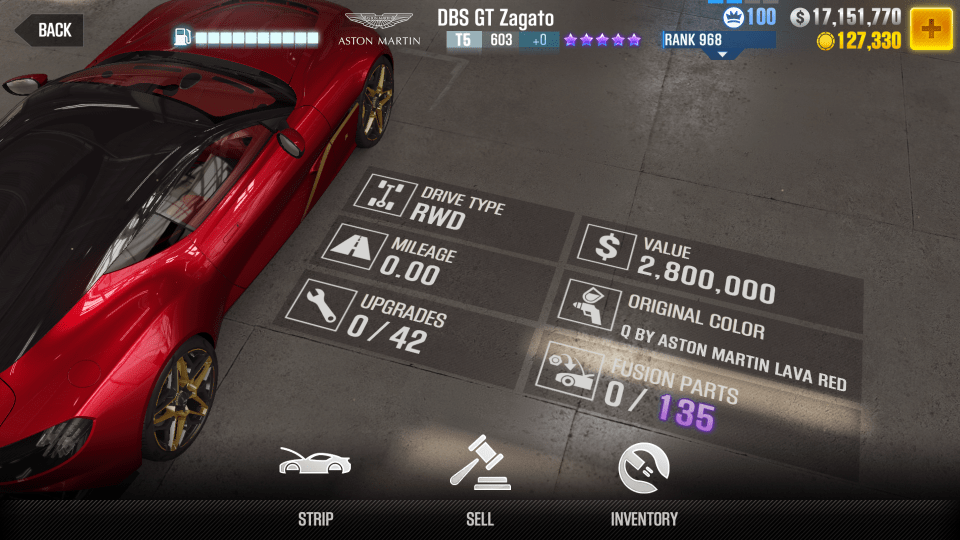 BACK
ASTON MARTIN
DBS GT Zagato
T5 603 +0
RANK 968
100
$ 17,151,770
127,330
+
DRIVE TYPE
RWD
MILEAGE
0.00
UPGRADES
0 / 42
$
VALUE
2,800,000
ORIGINAL COLOR
Q BY ASTON MARTIN LAVA RED
FUSION PARTS
0 / 135
STRIP
SELL
INVENTORY